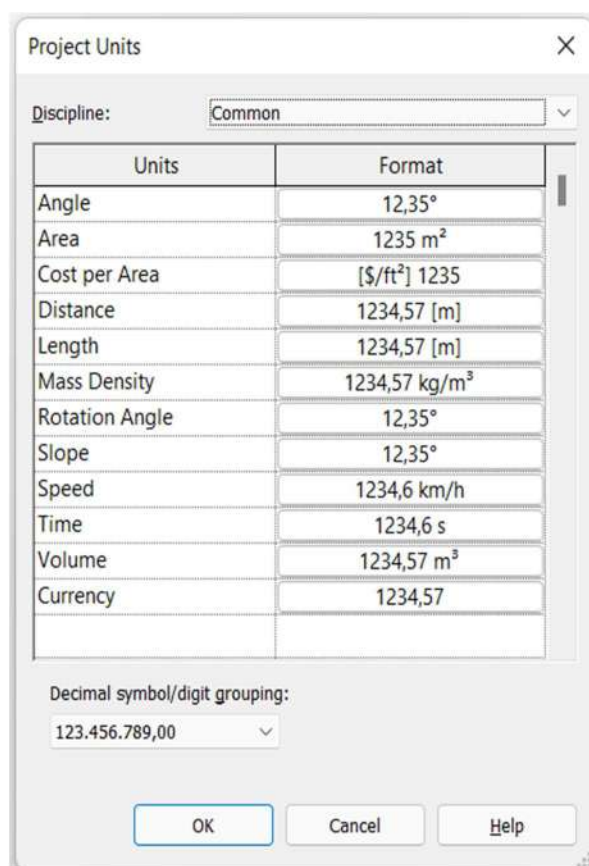 Project Units
Discipline: Common
Units Format
Angle 12,35°
Area 1235 m²
Cost per Area [$/ft²] 1235
Distance 1234,57 [m]
Length 1234,57 [m]
Mass Density 1234,57 kg/m³
Rotation Angle 12,35°
Slope 12,35°
Speed 1234,6 km/h
Time 1234,6 s
Volume 1234,57 m³
Currency 1234,57
Decimal symbol/digit grouping:
123.456.789,00
OK Cancel Help